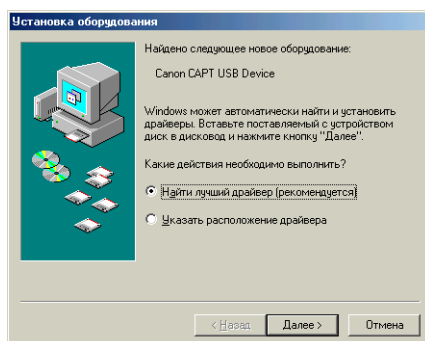 Установка оборудования
Найдено следующее новое оборудование:
Canon CAPT USB Device
Windows может автоматически найти и установить
драйверы. Вставьте поставляемый с устройством
диск в дисковод и нажмите кнопку "Далее".
Какие действия необходимо выполнить?
Найти лучший драйвер (рекомендуется)
Указать расположение драйвера
< Назад
Далее >
Отмена